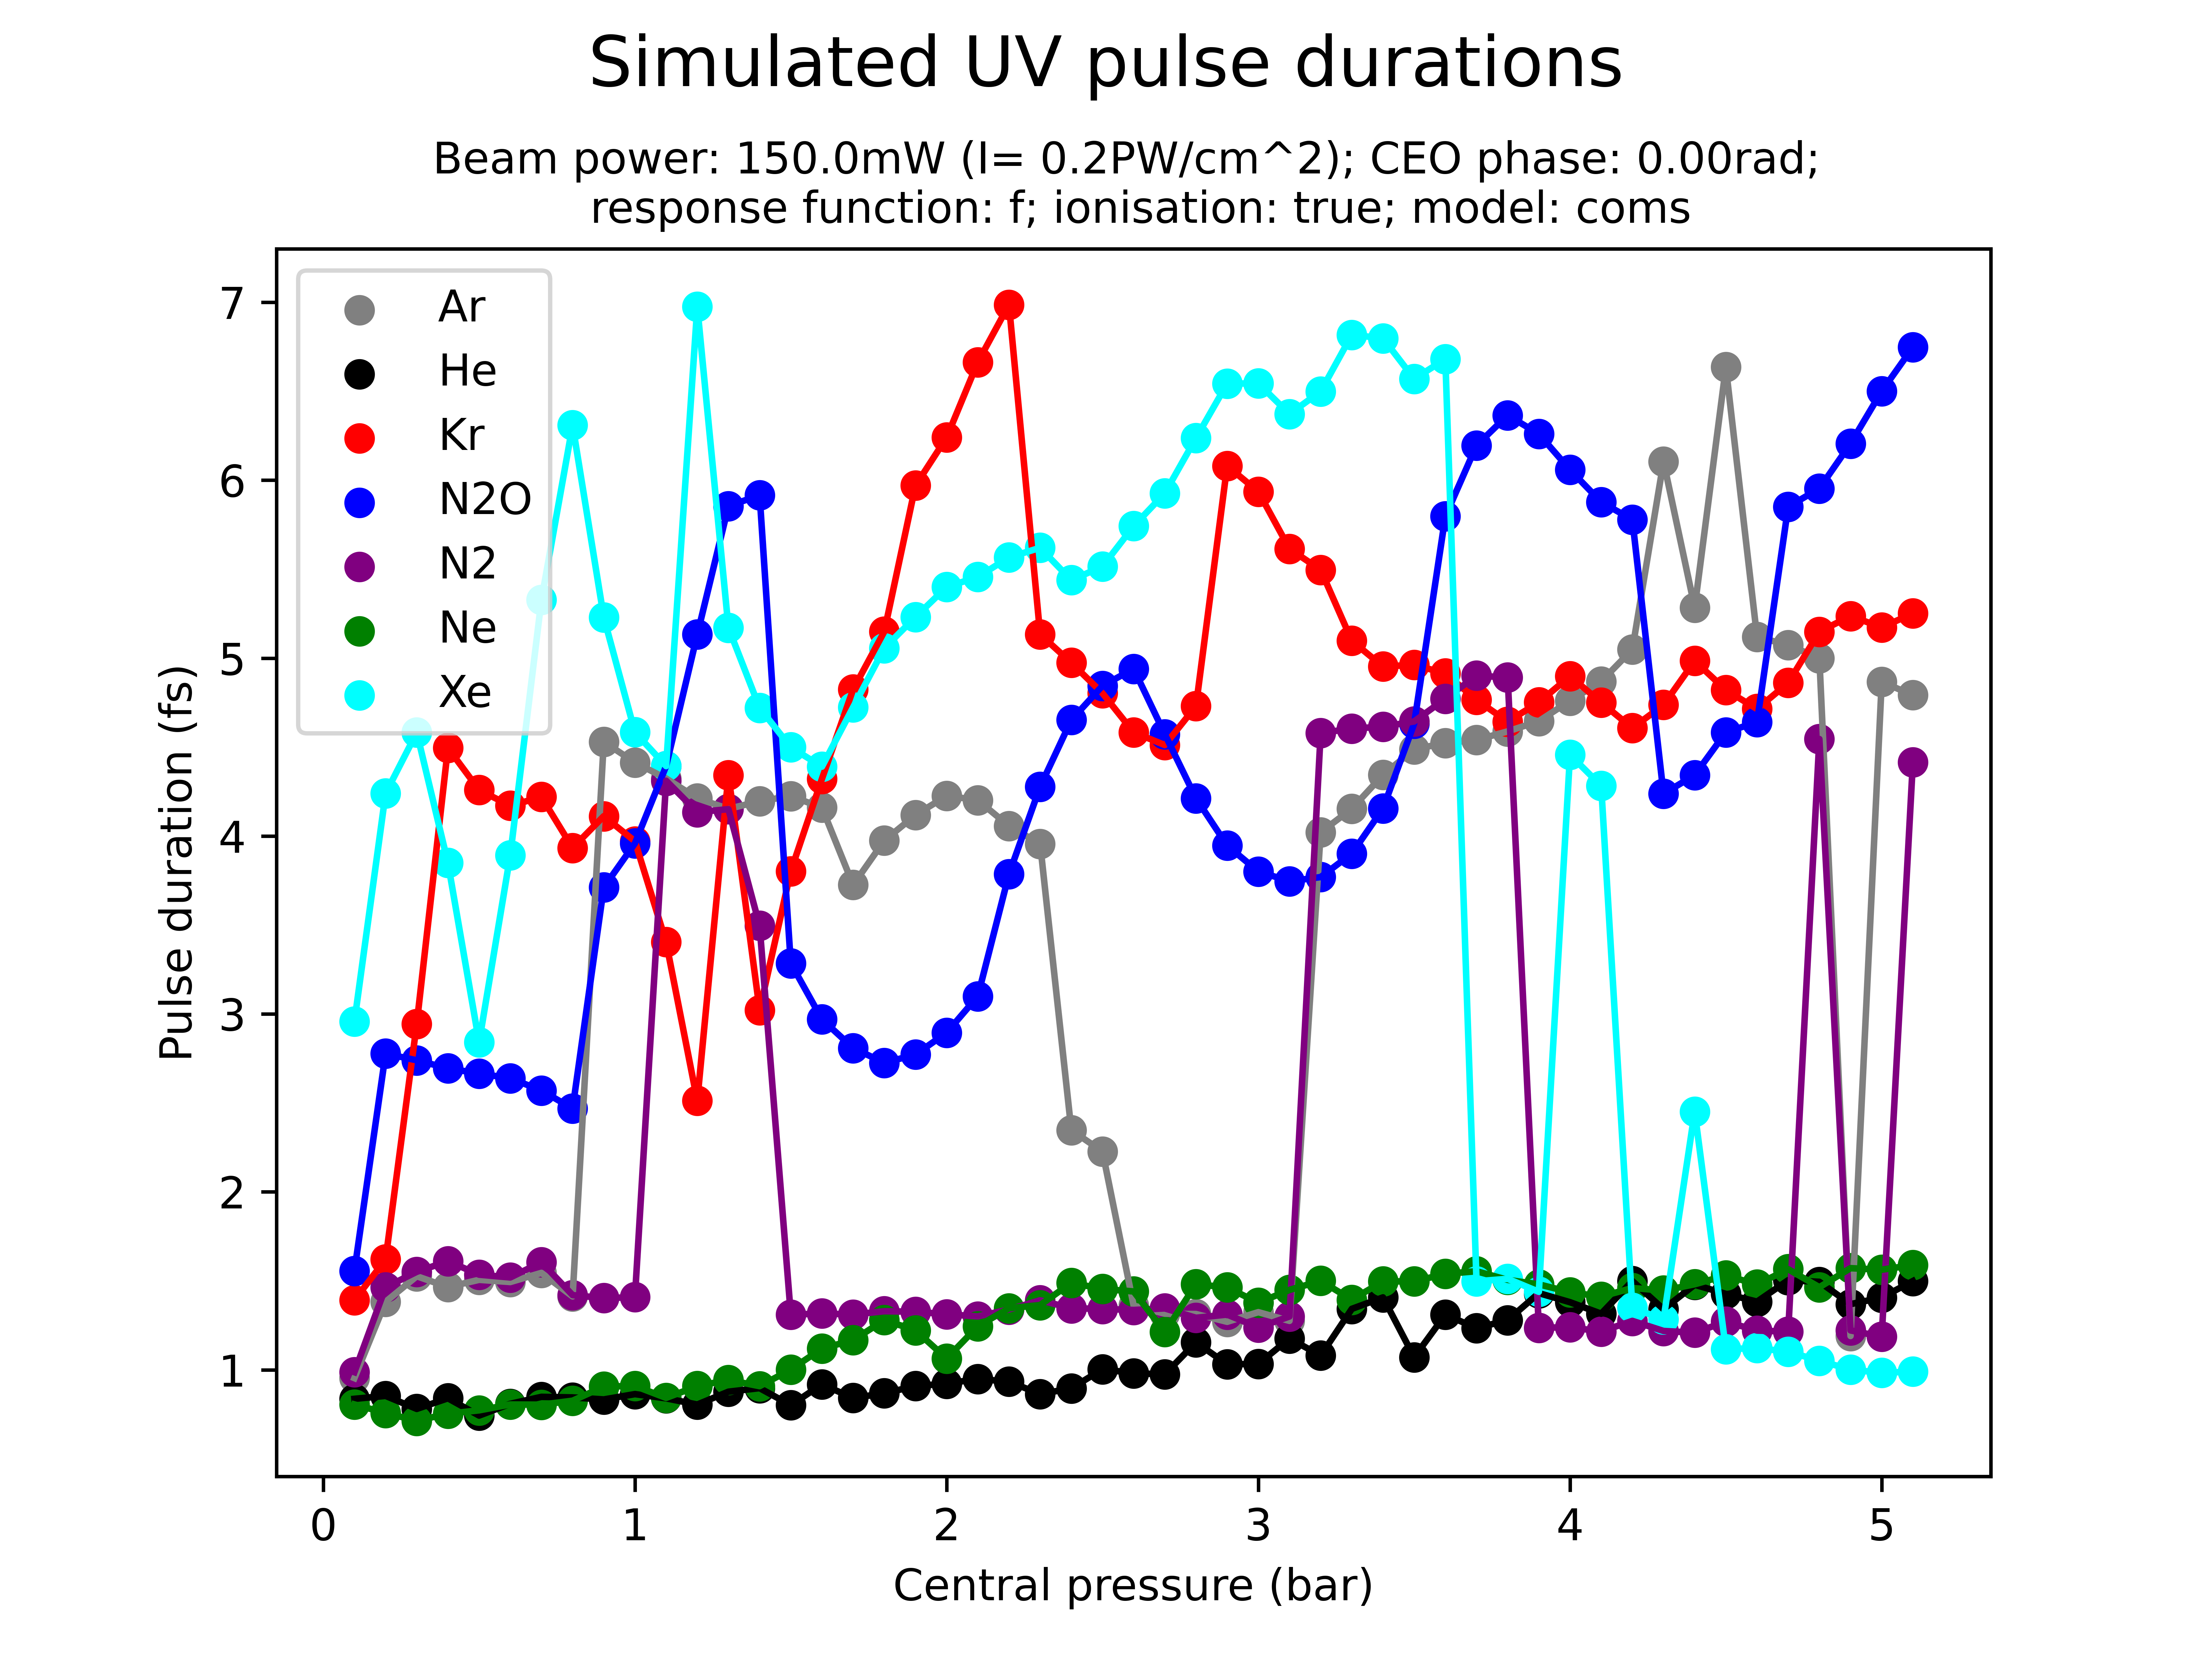 Simulated UV pulse durations
Beam power: 150.0mW (I= 0.2PW/cm^2); CEO phase: 0.00rad;
response function: f; ionisation: true; model: coms
Ar
He
Kr
N2O
N2
Ne
Xe
7
6
5
4
3
2
1
Pulse duration (fs)
0 1 2 3 4 5
Central pressure (bar)